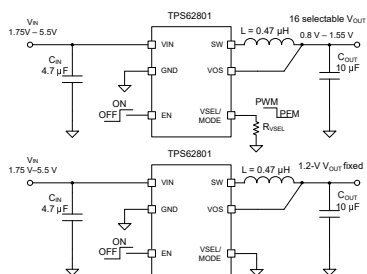 TPS62801
VIN
1.75V – 5.5V
L = 0.47 µH
16 selectable VOUT
0.8 V – 1.55 V
VIN
SW
CIN
4.7 µF
GND
VOS
COUT
10 µF
ON
OFF
EN
VSEL/
MODE
PWM
PFM
RVSEL
TPS62801
VIN
1.75 V–5.5 V
L = 0.47 µH
1.2-V VOUT fixed
VIN
SW
CIN
4.7 µF
GND
VOS
COUT
10 µF
ON
OFF
EN
VSEL/
MODE